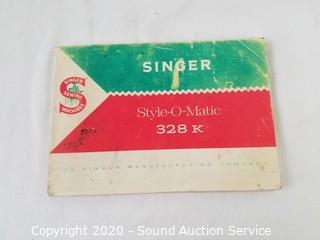 SINGER
SINGER
SEWING
MACHINES
Style-O-Matic
328 K
THE SINGER MANUFACTURING COMPANY
Copyright 2020 - Sound Auction Service